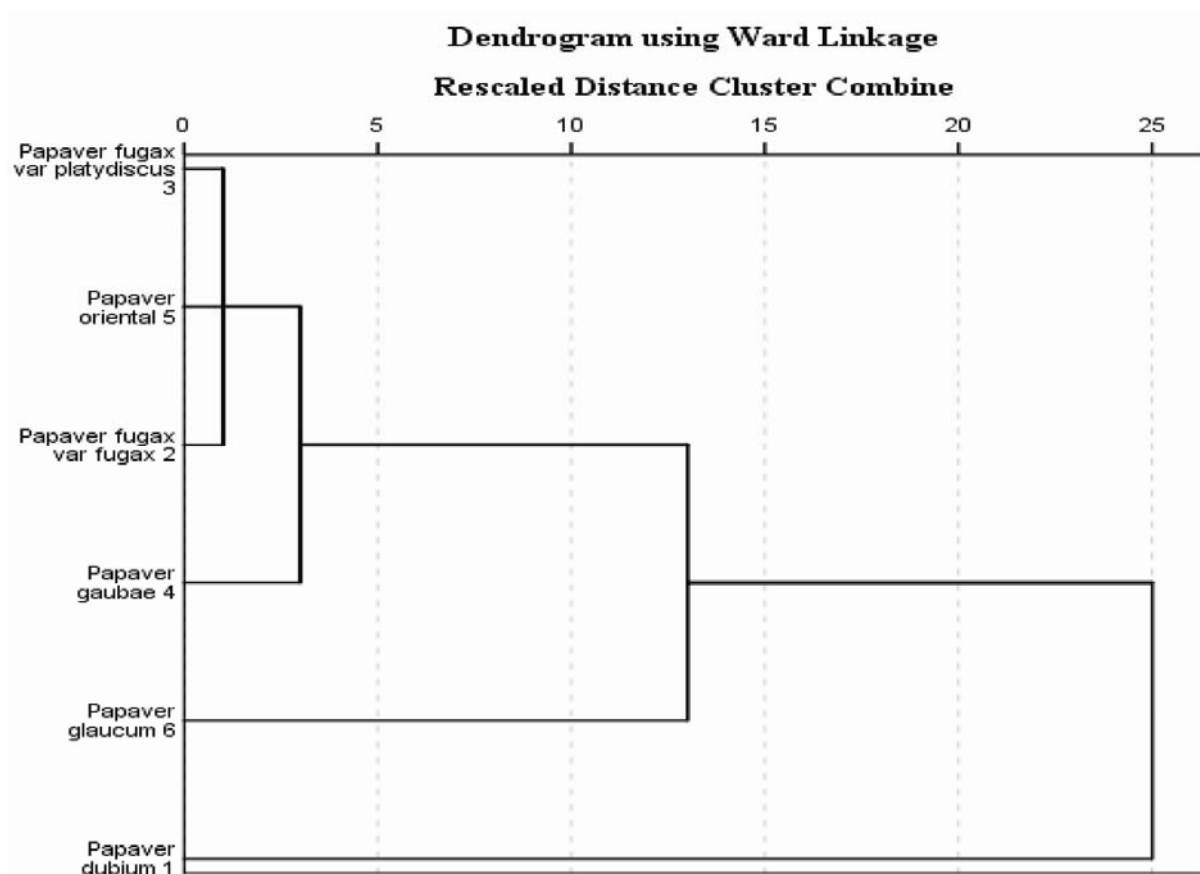 Dendrogram using Ward Linkage
Rescaled Distance Cluster Combine
0 5 10 15 20 25
Papaver fugax
var platydiscus
3
Papaver
oriental 5
Papaver fugax
var fugax 2
Papaver
gaubae 4
Papaver
glaucum 6
Papaver
dubium 1